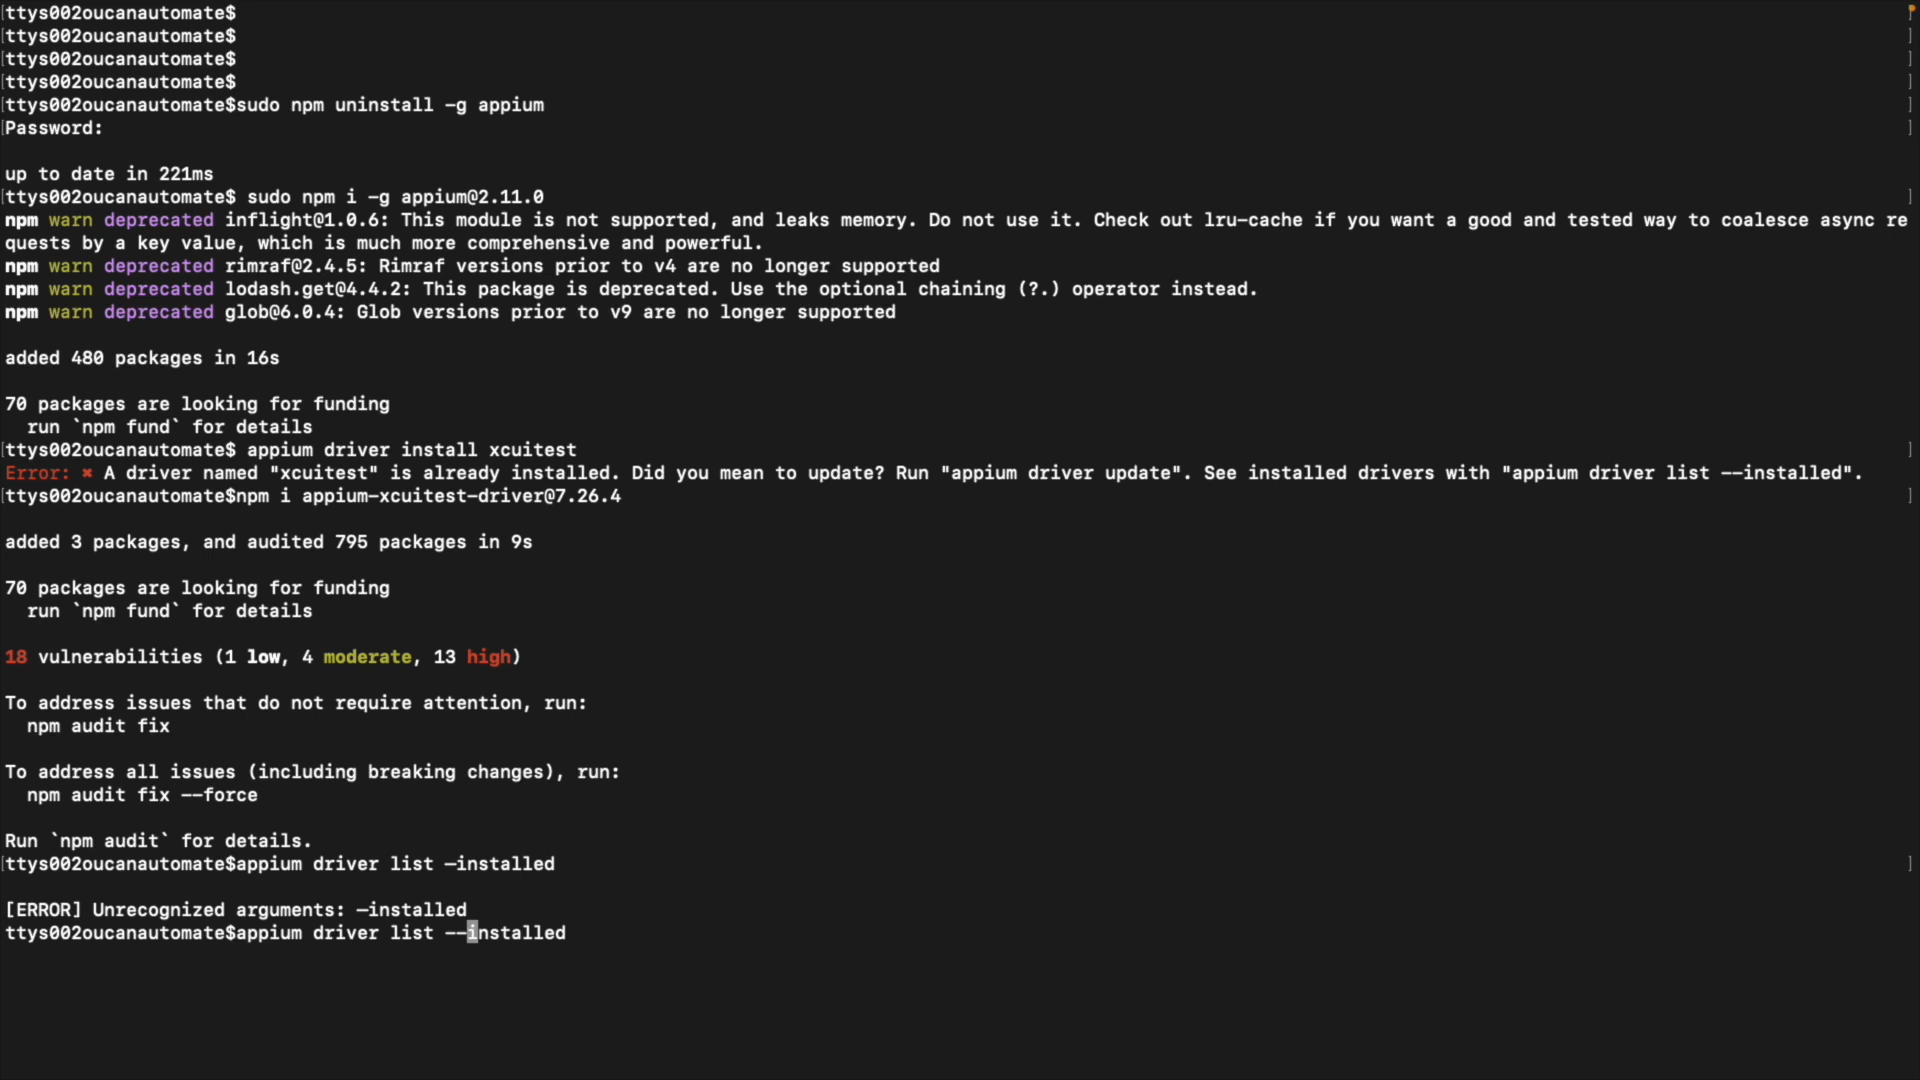 ttys002oucanautomate$
ttys002oucanautomate$
ttys002oucanautomate$
ttys002oucanautomate$
ttys002oucanautomate$sudo npm uninstall -g appium
Password:
up to date in 221ms
ttys002oucanautomate$ sudo npm i -g appium@2.11.0
npm warn deprecated inflight@1.0.6: This module is not supported, and leaks memory. Do not use it. Check out lru-cache if you want a good and tested way to coalesce async re
quests by a key value, which is much more comprehensive and powerful.
npm warn deprecated rimraf@2.4.5: Rimraf versions prior to v4 are no longer supported
npm warn deprecated lodash.get@4.4.2: This package is deprecated. Use the optional chaining (?.) operator instead.
npm warn deprecated glob@6.0.4: Glob versions prior to v9 are no longer supported
added 480 packages in 16s
70 packages are looking for funding
  run `npm fund` for details
ttys002oucanautomate$ appium driver install xcuitest
Error: ✖ A driver named "xcuitest" is already installed. Did you mean to update? Run "appium driver update". See installed drivers with "appium driver list --installed".
ttys002oucanautomate$npm i appium-xcuitest-driver@7.26.4
added 3 packages, and audited 795 packages in 9s
70 packages are looking for funding
  run `npm fund` for details
18 vulnerabilities (1 low, 4 moderate, 13 high)
To address issues that do not require attention, run:
  npm audit fix
To address all issues (including breaking changes), run:
  npm audit fix --force
Run `npm audit` for details.
ttys002oucanautomate$appium driver list —installed
[ERROR] Unrecognized arguments: —installed
ttys002oucanautomate$appium driver list --installed